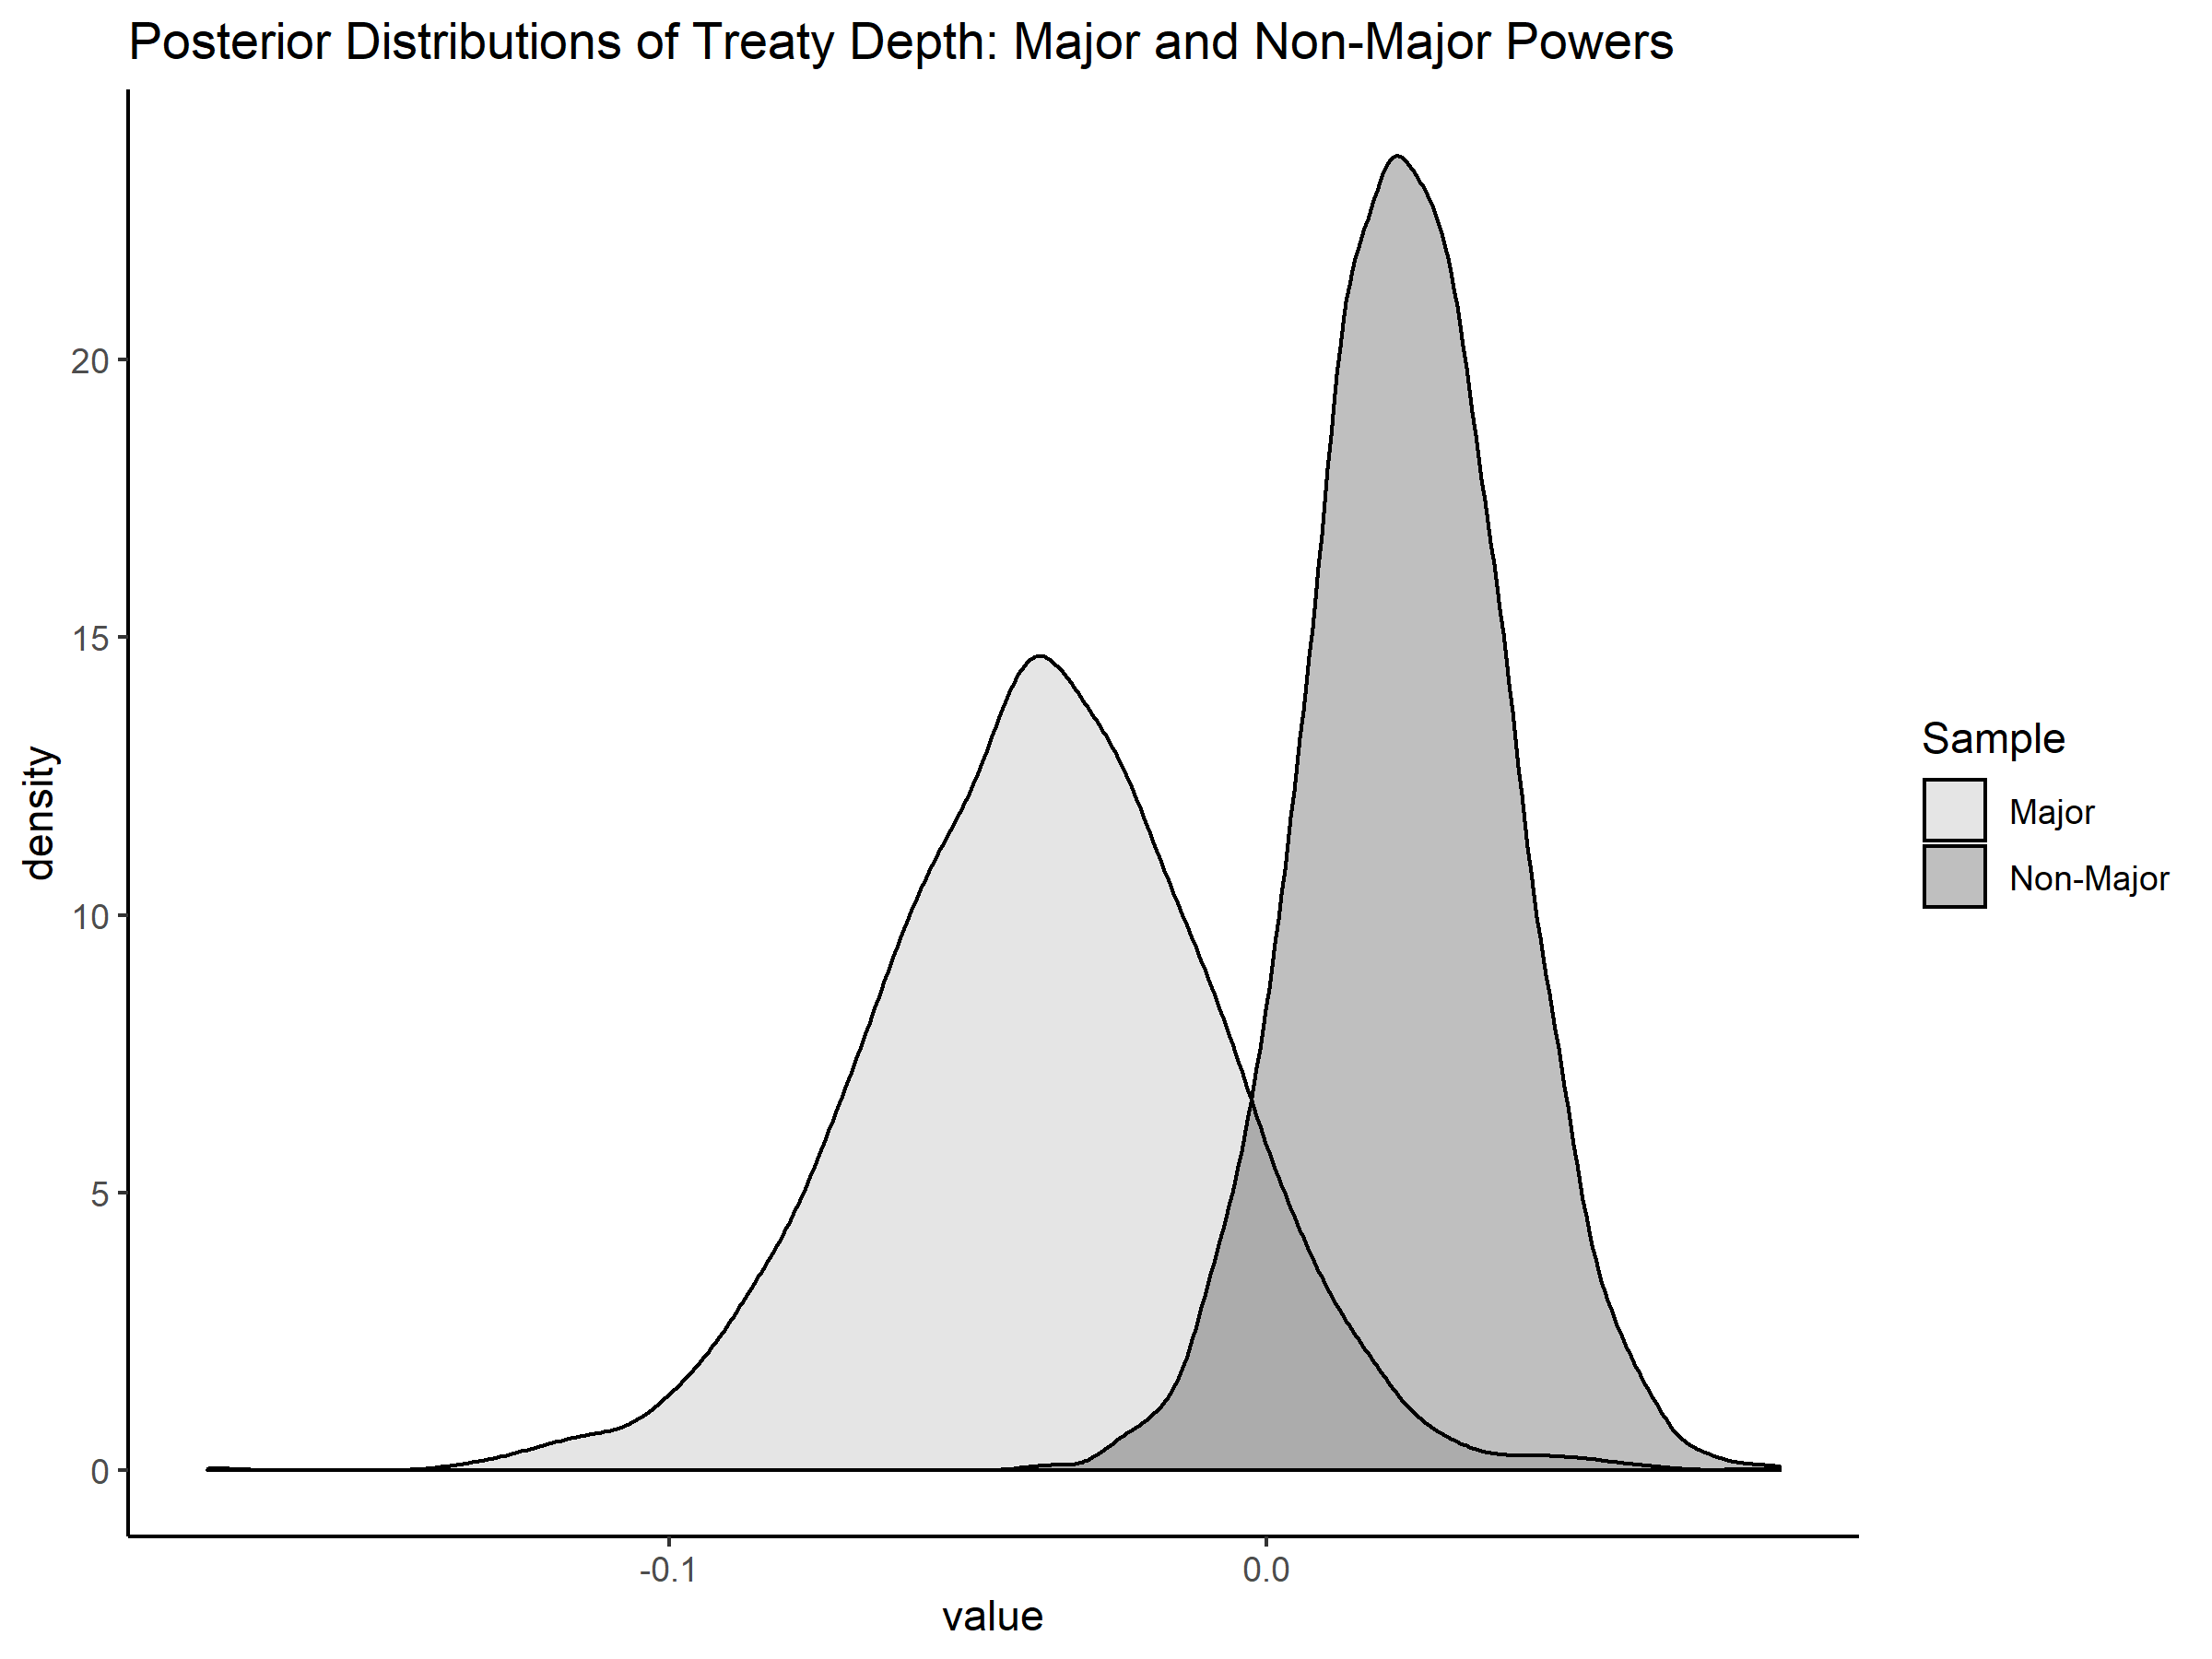 Posterior Distributions of Treaty Depth: Major and Non-Major Powers
density
20
15
10
5
0
-0.1
0.0
value
Sample
Major
Non-Major